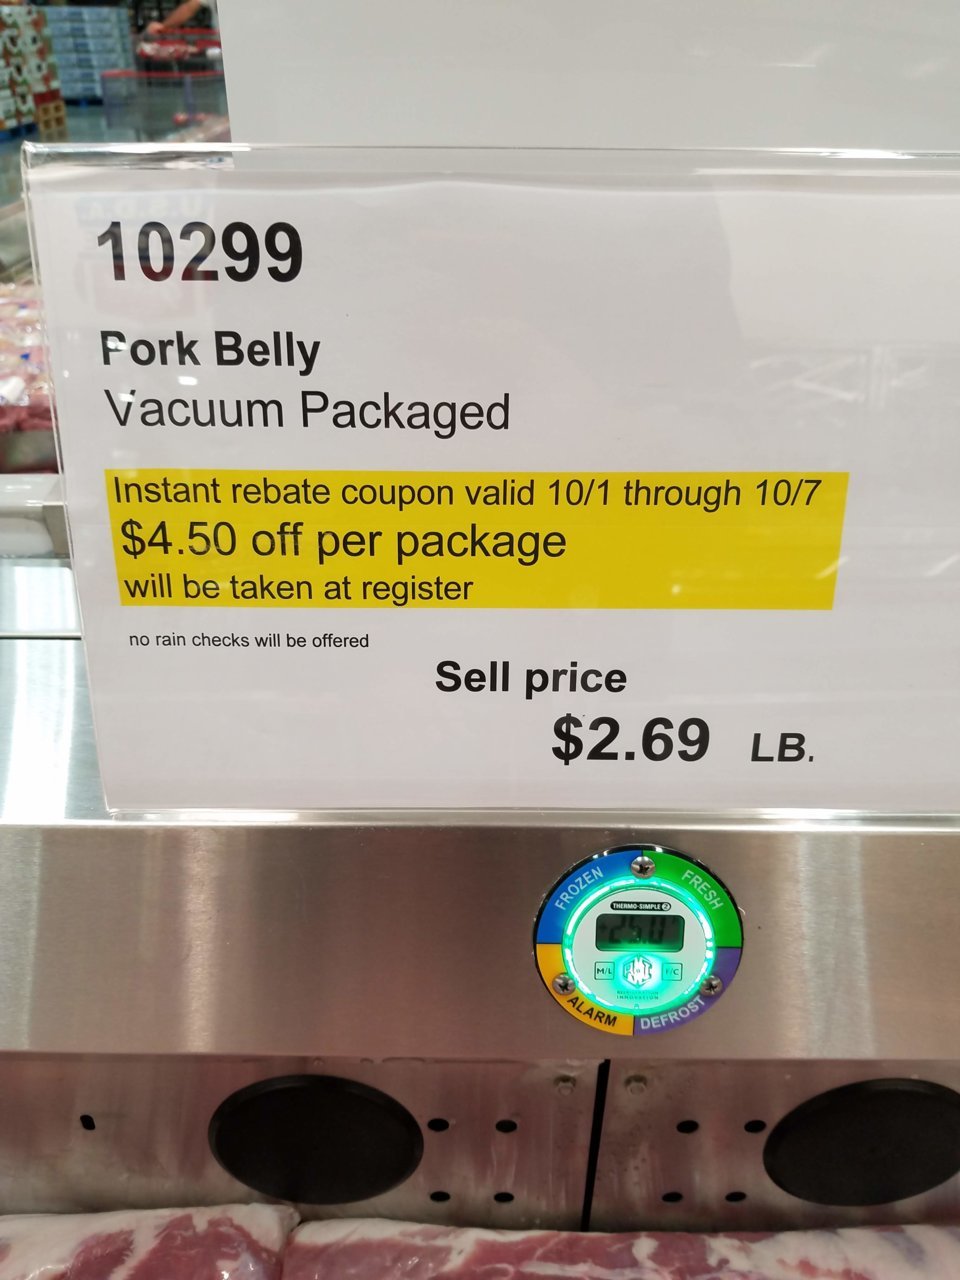 10299
Pork Belly
Vacuum Packaged
Instant rebate coupon valid 10/1 through 10/7
$4.50 off per package
will be taken at register
no rain checks will be offered
Sell price
$2.69 LB.
FROZEN
FRESH
THERMO-SIMPLE 2
M/L
F/C
INNOVATION
ALARM
DEFROST